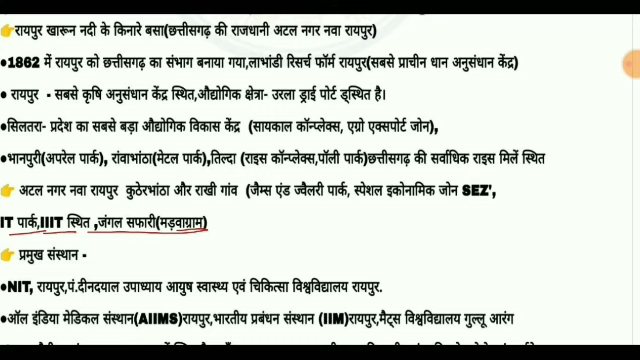 👉रायपुर खारून नदी के किनारे बसा(छत्तीसगढ़ की राजधानी अटल नगर नवा रायपुर)
●1862 में रायपुर को छत्तीसगढ़ का संभाग बनाया गया,लाभांडी रिसर्च फॉर्म रायपुर(सबसे प्राचीन धान अनुसंधान केंद्र)
● रायपुर - सबसे कृषि अनुसंधान केंद्र स्थित,औद्योगिक क्षेत्रा- उरला ड्राई पोर्ट ड्स्थित है।
●सिलतरा- प्रदेश का सबसे बड़ा औद्योगिक विकास केंद्र (सायकाल कॉम्प्लेक्स, एग्रो एक्सपोर्ट जोन),
●भानपुरी(अपरेल पार्क), रांवाभांठा(मेटल पार्क),तिल्दा (राइस कॉम्प्लेक्स,पॉली पार्क)छत्तीसगढ़ की सर्वाधिक राइस मिलें स्थित
👉 अटल नगर नवा रायपुर कुठेरभांठा और राखी गांव (जैम्स एंड ज्वैलरी पार्क, स्पेशल इकोनामिक जोन SEZ',
IT पार्क,IIIT स्थित ,जंगल सफारी(मड़वाग्राम)
👉 प्रमुख संस्थान -
●NIT, रायपुर,पं.दीनदयाल उपाध्याय आयुष स्वास्थ्य एवं चिकित्सा विश्वविद्यालय रायपुर.
●ऑल इंडिया मेडिकल संस्थान(AIIMS)रायपुर,भारतीय प्रबंधन संस्थान (IIM)रायपुर,मैट्स विश्वविद्यालय गुल्लू आरंग